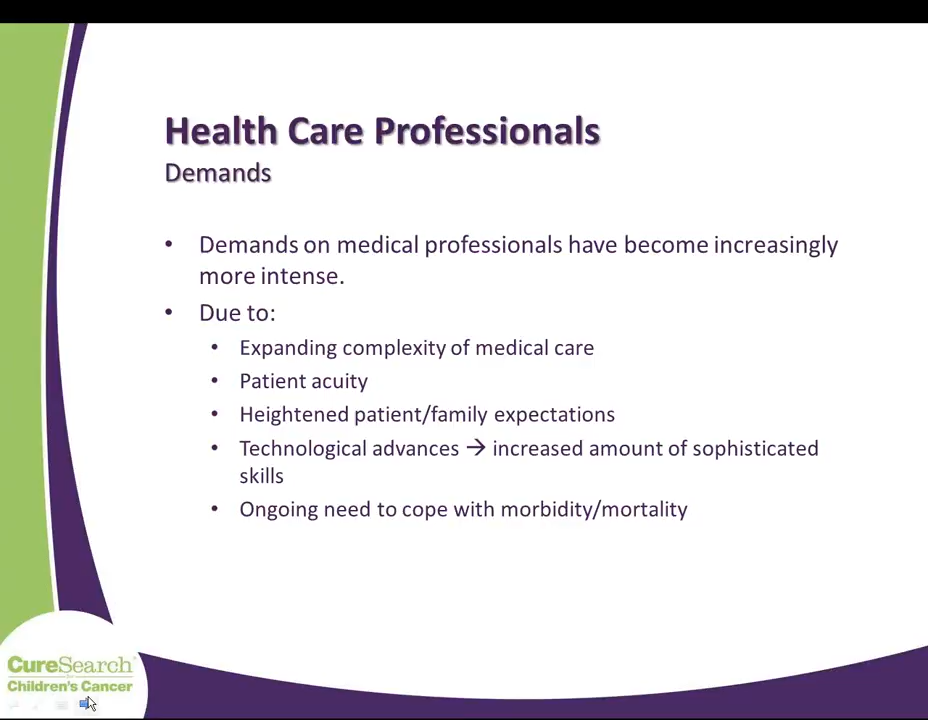 Health Care Professionals
Demands
• Demands on medical professionals have become increasingly
more intense.
• Due to:
• Expanding complexity of medical care
• Patient acuity
• Heightened patient/family expectations
• Technological advances → increased amount of sophisticated
skills
• Ongoing need to cope with morbidity/mortality
CureSearch
for
Children's Cancer